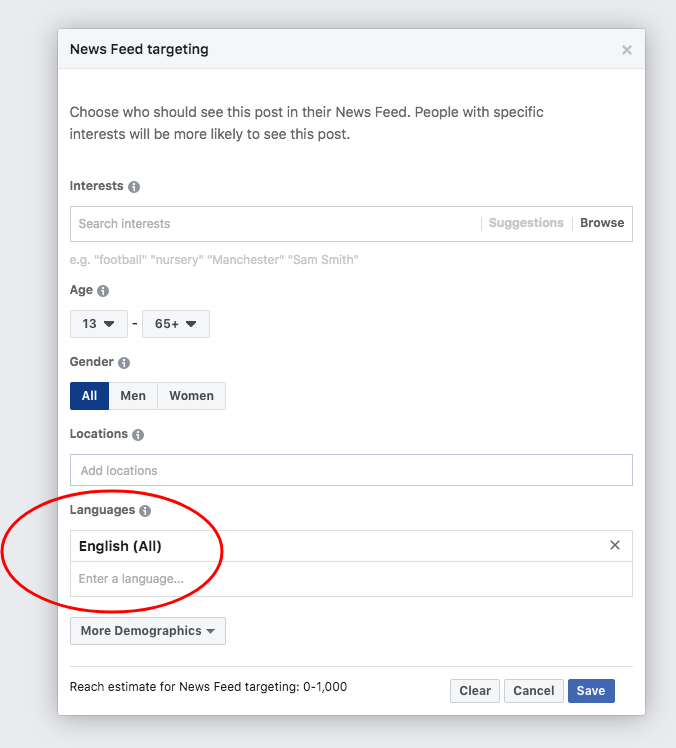 News Feed targeting
Choose who should see this post in their News Feed. People with specific
interests will be more likely to see this post.
Interests
Search interests Suggestions Browse
e.g. "football" "nursery" "Manchester" "Sam Smith"
Age
13 - 65+
Gender
All Men Women
Locations
Add locations
Languages
English (All)
Enter a language...
More Demographics
Reach estimate for News Feed targeting: 0-1,000
Clear Cancel Save